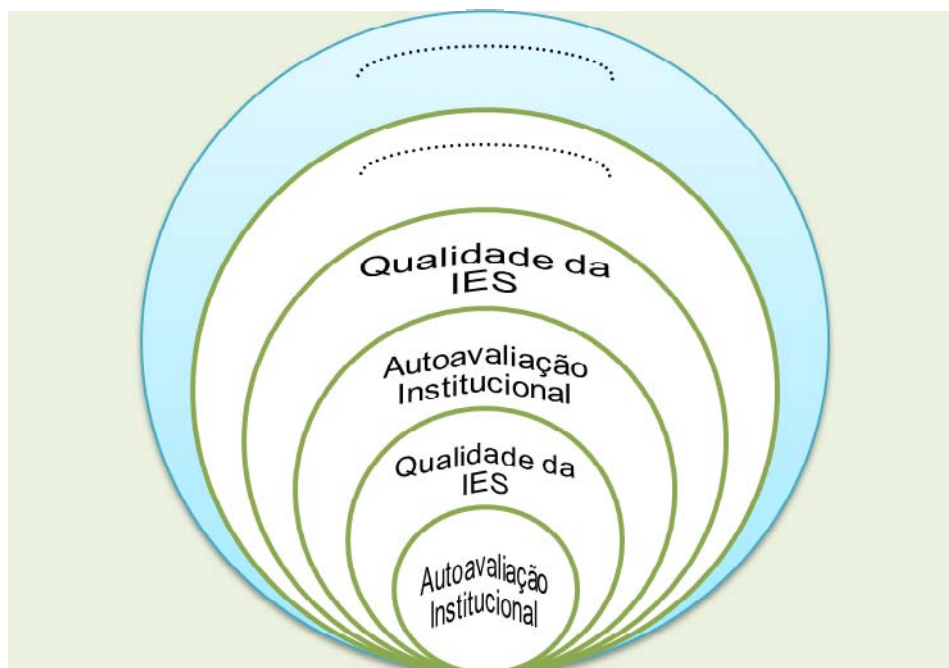 Qualidade da
IES
Autoavaliação
Institucional
Qualidade da
IES
Autoavaliação
Institucional